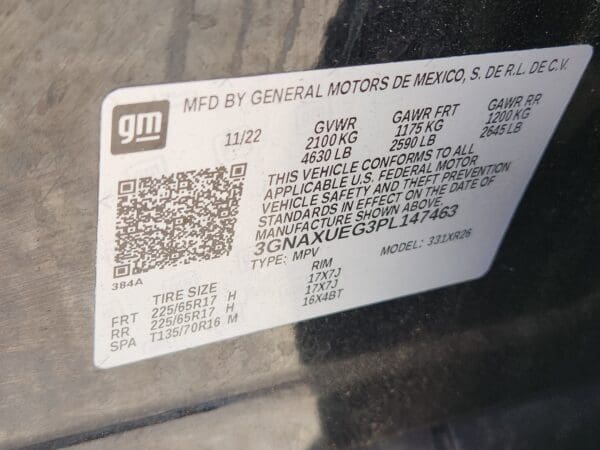 gm
MFD BY GENERAL MOTORS DE MEXICO, S. DE R.L. DE C.V.
11/22 GVWR GAWR FRT GAWR RR
2100 KG 1175 KG 1200 KG
4630 LB 2590 LB 2645 LB
THIS VEHICLE CONFORMS TO ALL
APPLICABLE U.S. FEDERAL MOTOR
VEHICLE SAFETY AND THEFT PREVENTION
STANDARDS IN EFFECT ON THE DATE OF
MANUFACTURE SHOWN ABOVE.
3GNAXUEG3PL147463
TYPE: MPV MODEL: 331XR26
384A
TIRE SIZE RIM
FRT 225/65R17 H 17X7J
RR 225/65R17 H 17X7J
SPA T135/70R16 M 16X4BT